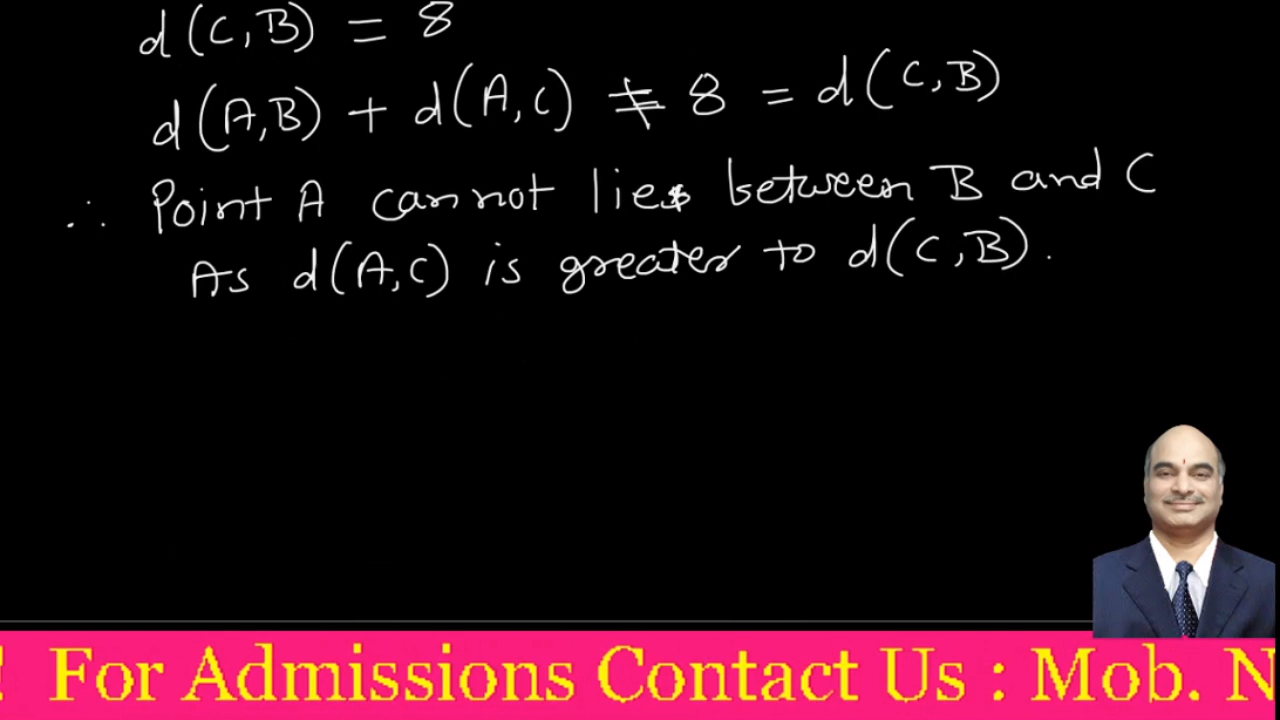 d(C,B) = 8
d(A,B) + d(A,C) ≠ 8 = d(C,B)
∴ Point A cannot lies between B and C
As d(A,C) is greater to d(C,B).
! For Admissions Contact Us : Mob. N